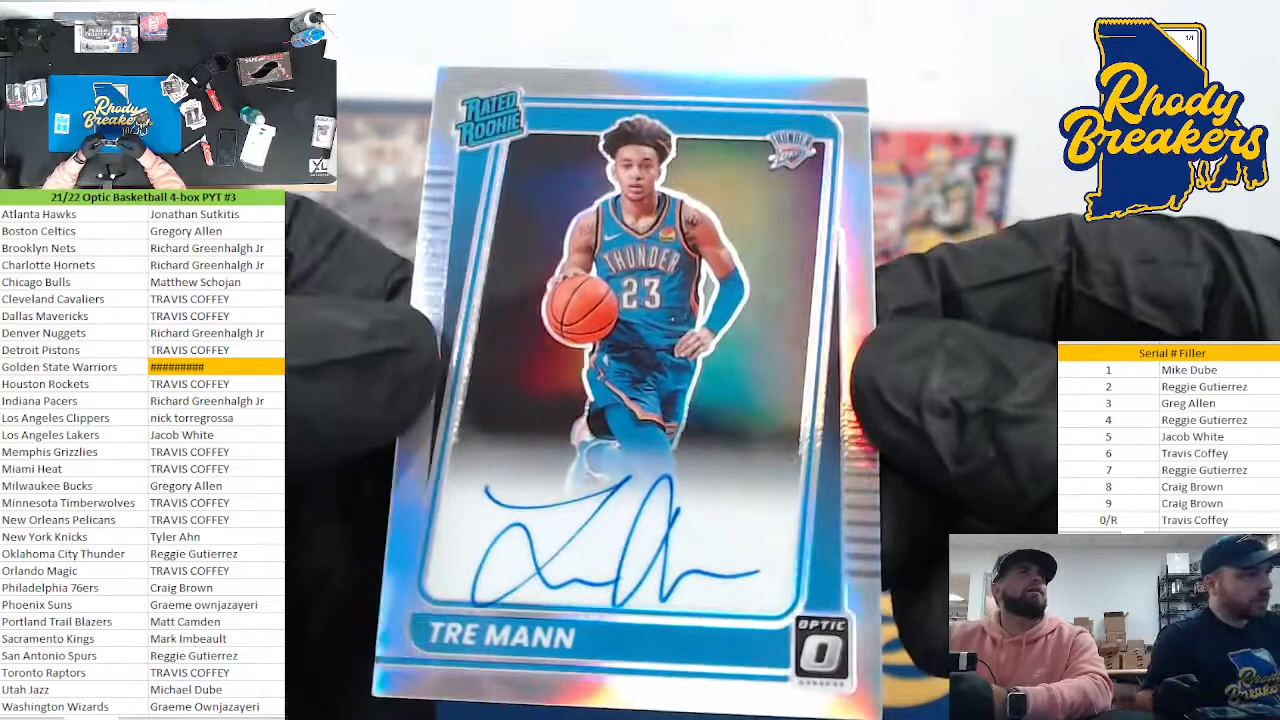 Rhody
Breakers
XL
21/22 Optic Basketball 4-box PYT #3
Atlanta Hawks Jonathan Sutkitis
Boston Celtics Gregory Allen
Brooklyn Nets Richard Greenhalgh Jr
Charlotte Hornets Richard Greenhalgh Jr
Chicago Bulls Matthew Schojan
Cleveland Cavaliers TRAVIS COFFEY
Dallas Mavericks TRAVIS COFFEY
Denver Nuggets Richard Greenhalgh Jr
Detroit Pistons TRAVIS COFFEY
Golden State Warriors #########
Houston Rockets TRAVIS COFFEY
Indiana Pacers Richard Greenhalgh Jr
Los Angeles Clippers nick torregrossa
Los Angeles Lakers Jacob White
Memphis Grizzlies TRAVIS COFFEY
Miami Heat TRAVIS COFFEY
Milwaukee Bucks Gregory Allen
Minnesota Timberwolves TRAVIS COFFEY
New Orleans Pelicans TRAVIS COFFEY
New York Knicks Tyler Ahn
Oklahoma City Thunder Reggie Gutierrez
Orlando Magic TRAVIS COFFEY
Philadelphia 76ers Craig Brown
Phoenix Suns Graeme ownjazayeri
Portland Trail Blazers Matt Camden
Sacramento Kings Mark Imbeault
San Antonio Spurs Reggie Gutierrez
Toronto Raptors TRAVIS COFFEY
Utah Jazz Michael Dube
Washington Wizards Graeme Ownjazayeri
RATED
ROOKIE
THUNDER
OKC
THUNDER
23
TRE MANN
OPTIC
O
1/1
Rhody
Breakers
Serial # Filler
1 Mike Dube
2 Reggie Gutierrez
3 Greg Allen
4 Reggie Gutierrez
5 Jacob White
6 Travis Coffey
7 Reggie Gutierrez
8 Craig Brown
9 Craig Brown
0/R Travis Coffey